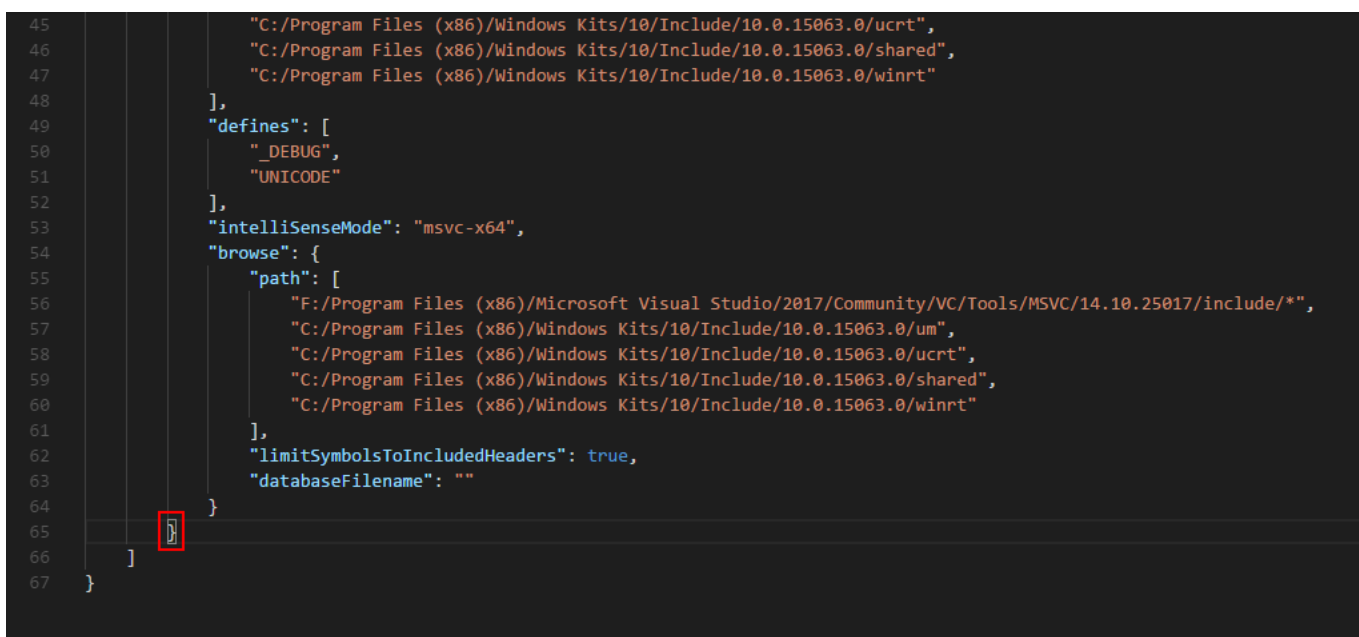 45 "C:/Program Files (x86)/Windows Kits/10/Include/10.0.15063.0/ucrt",
46 "C:/Program Files (x86)/Windows Kits/10/Include/10.0.15063.0/shared",
47 "C:/Program Files (x86)/Windows Kits/10/Include/10.0.15063.0/winrt"
48 ],
49 "defines": [
50 "_DEBUG",
51 "UNICODE"
52 ],
53 "intelliSenseMode": "msvc-x64",
54 "browse": {
55 "path": [
56 "F:/Program Files (x86)/Microsoft Visual Studio/2017/Community/VC/Tools/MSVC/14.10.25017/include/*",
57 "C:/Program Files (x86)/Windows Kits/10/Include/10.0.15063.0/um",
58 "C:/Program Files (x86)/Windows Kits/10/Include/10.0.15063.0/ucrt",
59 "C:/Program Files (x86)/Windows Kits/10/Include/10.0.15063.0/shared",
60 "C:/Program Files (x86)/Windows Kits/10/Include/10.0.15063.0/winrt"
61 ],
62 "limitSymbolsToIncludedHeaders": true,
63 "databaseFilename": ""
64 }
65 }
66 ]
67 }